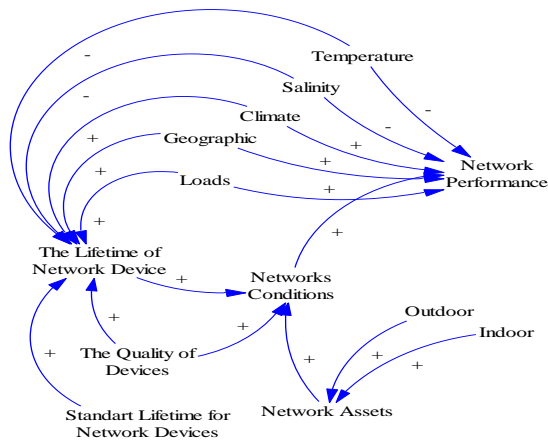 Temperature
-
Salinity
-
-
Climate
-
+
Geographic
+
+
+
Network
Performance
Loads
+
+
+
The Lifetime of
Network Device
+
Networks
Conditions
Outdoor
+
+
Indoor
The Quality of
Devices
+
+
+
+
Standart Lifetime for
Network Devices
Network Assets